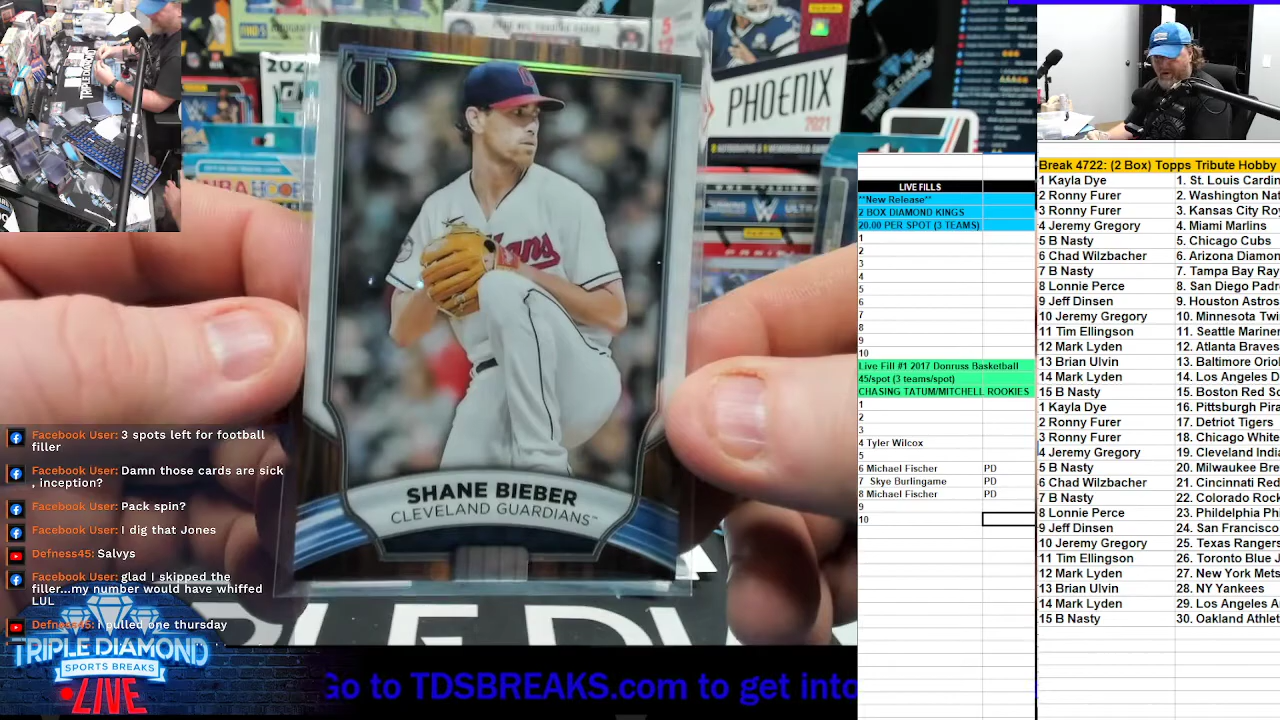 PHOENIX
2021
TRIPLE DIAMOND
SHANE BIEBER
CLEVELAND GUARDIANS™
Facebook User: 3 spots left for football
filler
Facebook User: Damn those cards are sick
, inception?
Facebook User: Pack spin?
Facebook User: I dig that Jones
Defness45: Salvys
Facebook User: glad I skipped the
filler...my number would have whiffed
LUL
Defness45: I pulled one thursday
TRIPLE DIAMOND
SPORTS BREAKS
LIVE
Go to TDSBREAKS.com to get into
LIVE FILLS
**New Release**
2 BOX DIAMOND KINGS
20.00 PER SPOT (3 TEAMS)
1
2
3
4
5
6
7
8
9
10
Live Fill #1 2017 Donruss Basketball
45/spot (3 teams/spot)
CHASING TATUM/MITCHELL ROOKIES
1
2
3
4 Tyler Wilcox
5
6 Michael Fischer PD
7 Skye Burlingame PD
8 Michael Fischer PD
9
10
Break 4722: (2 Box) Topps Tribute Hobby
1 Kayla Dye 1. St. Louis Cardin
2 Ronny Furer 2. Washington Nat
3 Ronny Furer 3. Kansas City Ro
4 Jeremy Gregory 4. Miami Marlins
5 B Nasty 5. Chicago Cubs
6 Chad Wilzbacher 6. Arizona Diamon
7 B Nasty 7. Tampa Bay Ray
8 Lonnie Perce 8. San Diego Padr
9 Jeff Dinsen 9. Houston Astros
10 Jeremy Gregory 10. Minnesota Twi
11 Tim Ellingson 11. Seattle Mariner
12 Mark Lyden 12. Atlanta Braves
13 Brian Ulvin 13. Baltimore Orio
14 Mark Lyden 14. Los Angeles D
15 B Nasty 15. Boston Red So
1 Kayla Dye 16. Pittsburgh Pira
2 Ronny Furer 17. Detriot Tigers
3 Ronny Furer 18. Chicago White
4 Jeremy Gregory 19. Cleveland India
5 B Nasty 20. Milwaukee Bre
6 Chad Wilzbacher 21. Cincinnati Red
7 B Nasty 22. Colorado Roc
8 Lonnie Perce 23. Phildelphia Ph
9 Jeff Dinsen 24. San Francisco
10 Jeremy Gregory 25. Texas Rangers
11 Tim Ellingson 26. Toronto Blue J
12 Mark Lyden 27. New York Mets
13 Brian Ulvin 28. NYYankees
14 Mark Lyden 29. Los Angeles A
15 B Nasty 30. Oakland Athlet